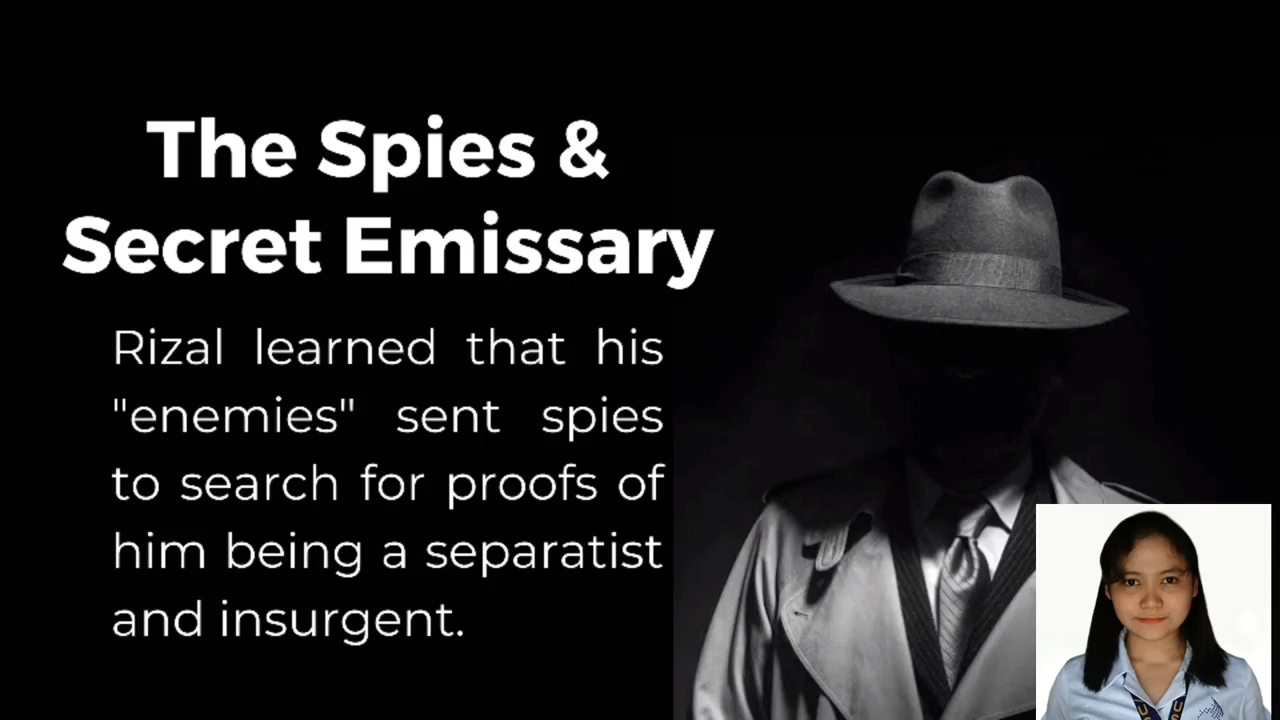 The Spies &
Secret Emissary
Rizal learned that his
"enemies" sent spies
to search for proofs of
him being a separatist
and insurgent.